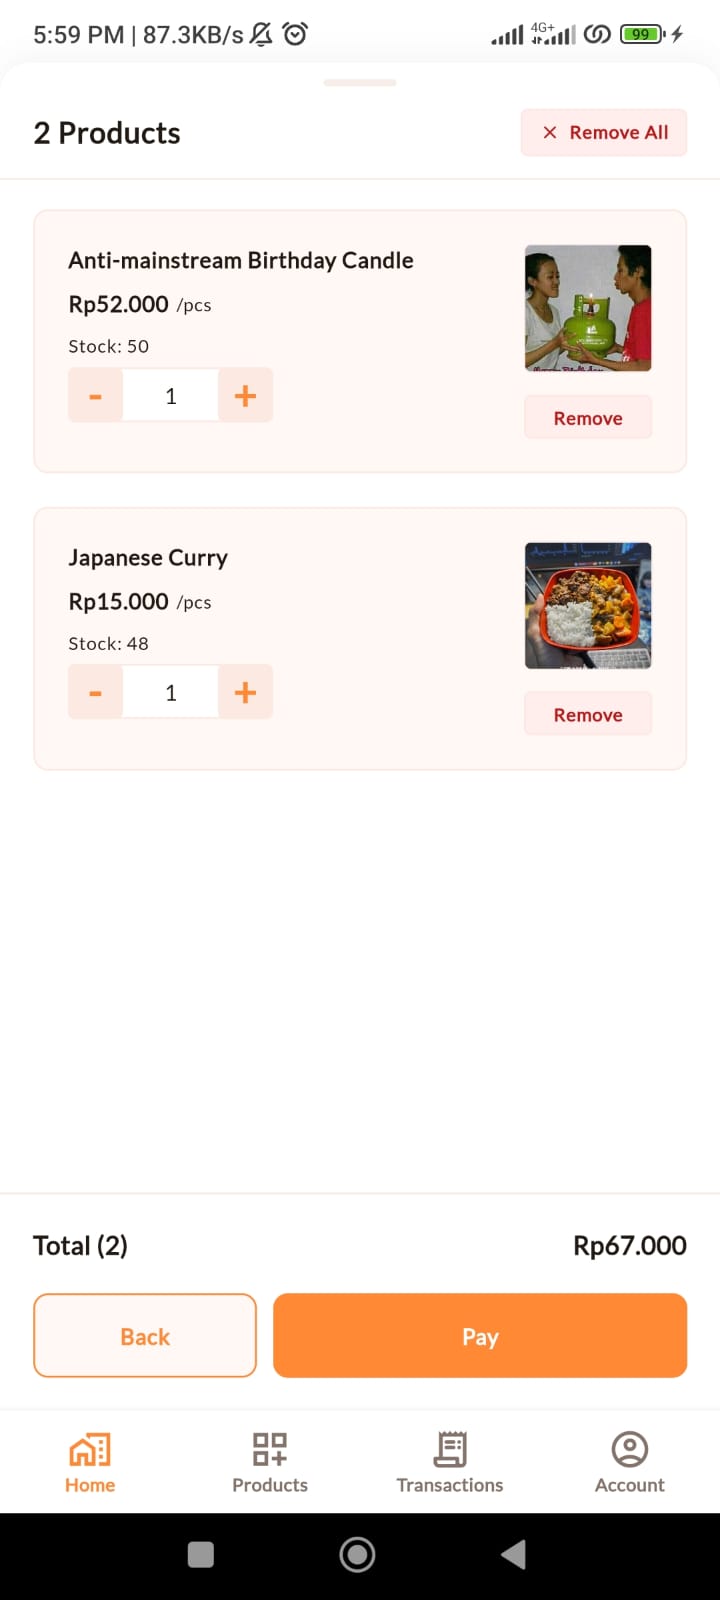 5:59 PM | 87.3KB/s
4G+
99
2 Products
Remove All
Anti-mainstream Birthday Candle
Rp52.000 /pcs
Stock: 50
- 1 +
Remove
Japanese Curry
Rp15.000 /pcs
Stock: 48
- 1 +
Remove
Total (2)
Rp67.000
Back
Pay
Home
Products
Transactions
Account